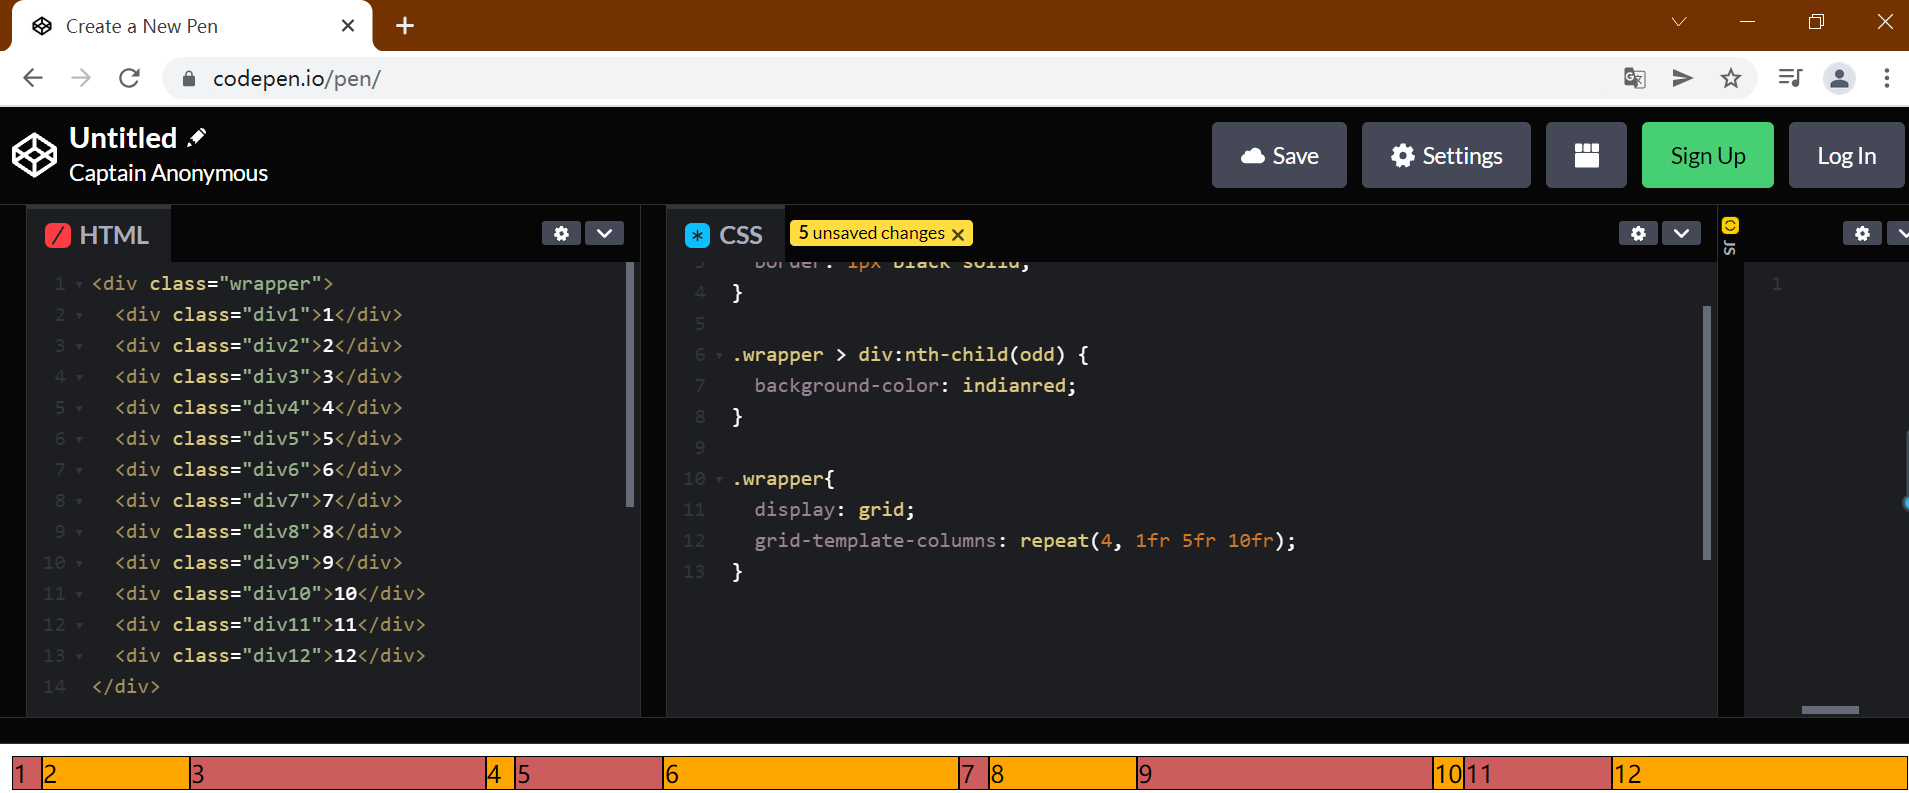 Create a New Pen
codepen.io/pen/
Untitled
Captain Anonymous
Save
Settings
Sign Up
Log In
HTML
1 <div class="wrapper">
2 <div class="div1">1</div>
3 <div class="div2">2</div>
4 <div class="div3">3</div>
5 <div class="div4">4</div>
6 <div class="div5">5</div>
7 <div class="div6">6</div>
8 <div class="div7">7</div>
9 <div class="div8">8</div>
10 <div class="div9">9</div>
11 <div class="div10">10</div>
12 <div class="div11">11</div>
13 <div class="div12">12</div>
14 </div>
CSS
5 unsaved changes
3 border: 1px black solid;
4 }
5
6 .wrapper > div:nth-child(odd) {
7 background-color: indianred;
8 }
9
10 .wrapper{
11 display: grid;
12 grid-template-columns: repeat(4, 1fr 5fr 10fr);
13 }
JS
1
1 2 3 4 5 6 7 8 9 10 11 12